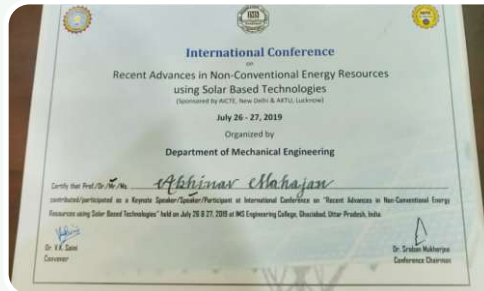 International Conference
on
Recent Advances in Non-Conventional Energy Resources
using Solar Based Technologies
(Sponsored by AICTE, New Delhi & AKTU, Lucknow)
July 26 - 27, 2019
Organized by
Department of Mechanical Engineering
Certify that Prof./Dr./Mr./Ms. Abhinav Mahajan
contributed/participated as a Keynote Speaker/Speaker/Participant at International Conference on "Recent Advances in Non-Conventional Energy
Resources using Solar Based Technologies" held on July 26 & 27, 2019 at IMS Engineering College, Ghaziabad, Uttar Pradesh, India.
Dr. V.K. Saini
Convener
Dr. Sraban Mukherjee
Conference Chairman